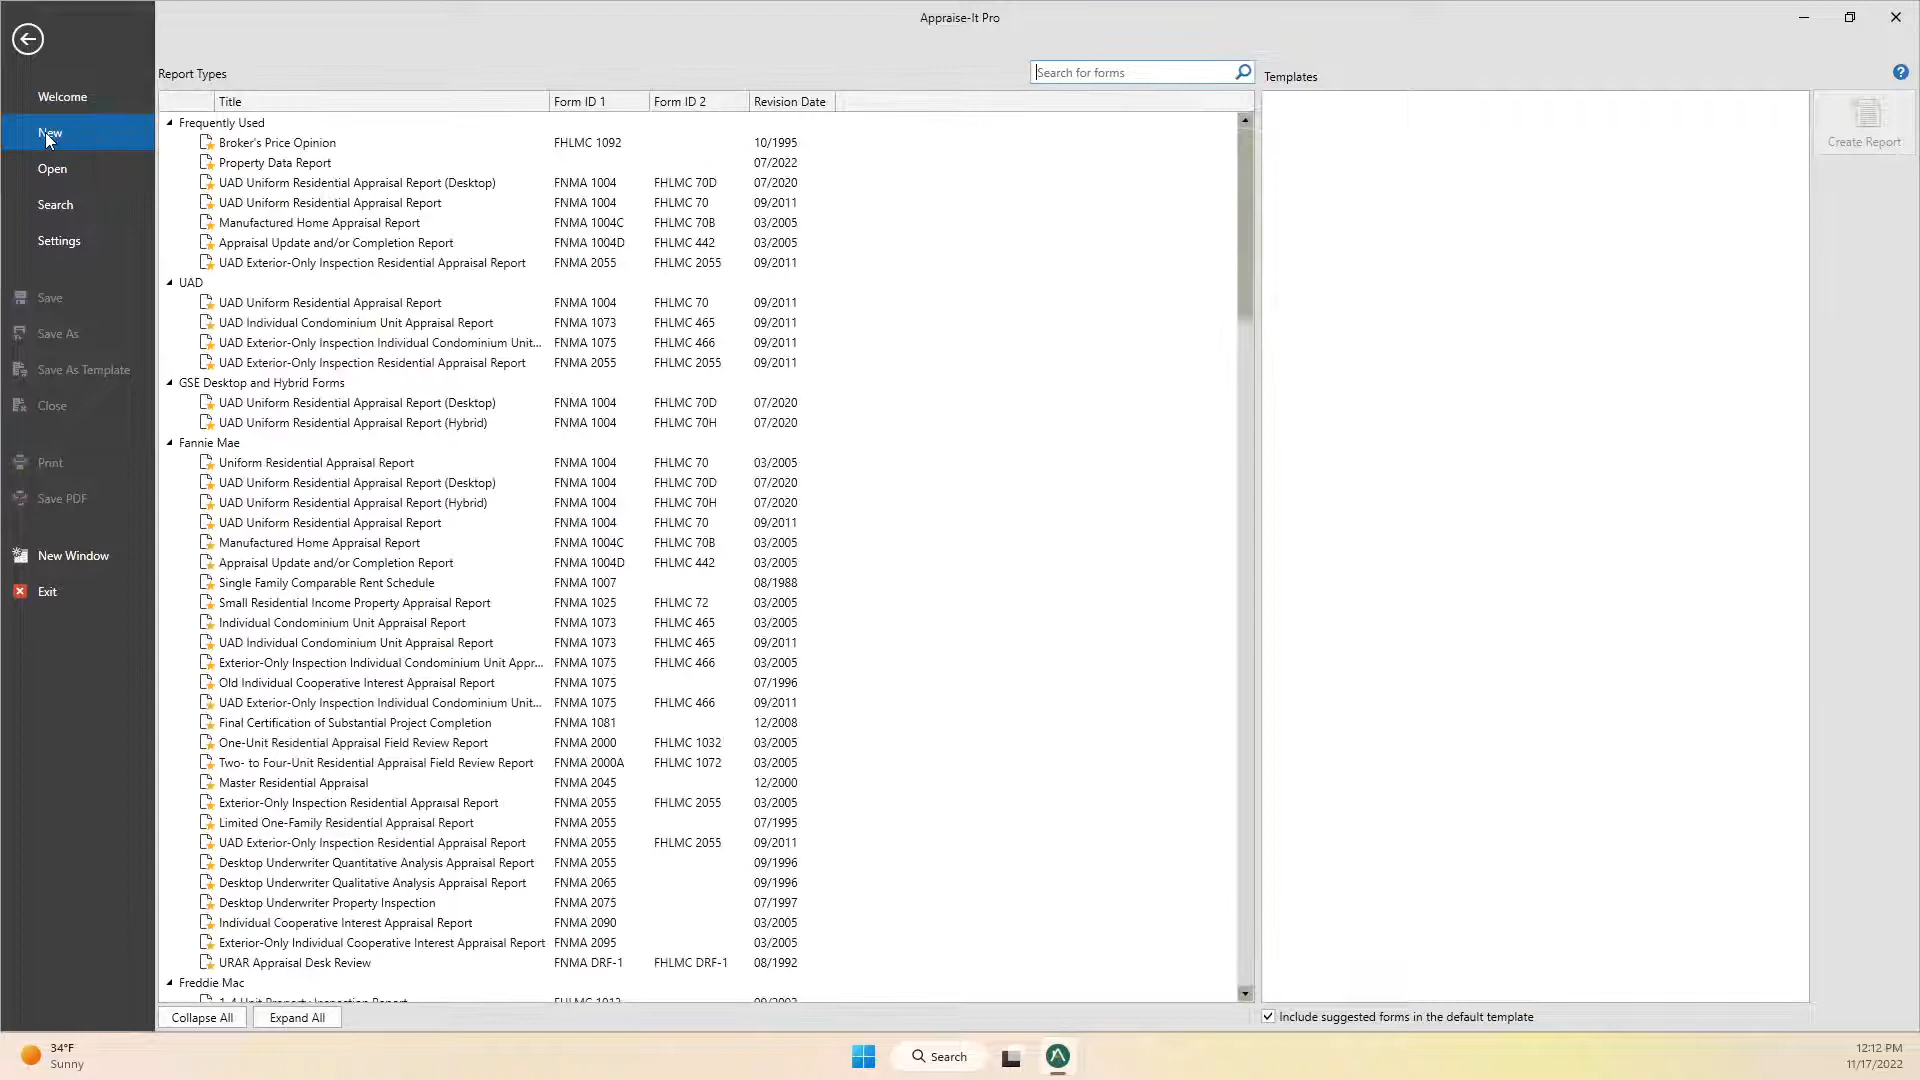 Appraise-It Pro
Welcome
New
Open
Search
Settings
Save
Save As
Save As Template
Close
Print
Save PDF
New Window
Exit
Report Types
Search for forms
Templates
Create Report
Title Form ID 1 Form ID 2 Revision Date
Frequently Used
Broker's Price Opinion FHLMC 1092 10/1995
Property Data Report 07/2022
UAD Uniform Residential Appraisal Report (Desktop) FNMA 1004 FHLMC 70D 07/2020
UAD Uniform Residential Appraisal Report FNMA 1004 FHLMC 70 09/2011
Manufactured Home Appraisal Report FNMA 1004C FHLMC 70B 03/2005
Appraisal Update and/or Completion Report FNMA 1004D FHLMC 442 03/2005
UAD Exterior-Only Inspection Residential Appraisal Report FNMA 2055 FHLMC 2055 09/2011
UAD
UAD Uniform Residential Appraisal Report FNMA 1004 FHLMC 70 09/2011
UAD Individual Condominium Unit Appraisal Report FNMA 1073 FHLMC 465 09/2011
UAD Exterior-Only Inspection Individual Condominium Unit... FNMA 1075 FHLMC 466 09/2011
UAD Exterior-Only Inspection Residential Appraisal Report FNMA 2055 FHLMC 2055 09/2011
GSE Desktop and Hybrid Forms
UAD Uniform Residential Appraisal Report (Desktop) FNMA 1004 FHLMC 70D 07/2020
UAD Uniform Residential Appraisal Report (Hybrid) FNMA 1004 FHLMC 70H 07/2020
Fannie Mae
Uniform Residential Appraisal Report FNMA 1004 FHLMC 70 03/2005
UAD Uniform Residential Appraisal Report (Desktop) FNMA 1004 FHLMC 70D 07/2020
UAD Uniform Residential Appraisal Report (Hybrid) FNMA 1004 FHLMC 70H 07/2020
UAD Uniform Residential Appraisal Report FNMA 1004 FHLMC 70 09/2011
Manufactured Home Appraisal Report FNMA 1004C FHLMC 70B 03/2005
Appraisal Update and/or Completion Report FNMA 1004D FHLMC 442 03/2005
Single Family Comparable Rent Schedule FNMA 1007 08/1988
Small Residential Income Property Appraisal Report FNMA 1025 FHLMC 72 03/2005
Individual Condominium Unit Appraisal Report FNMA 1073 FHLMC 465 03/2005
UAD Individual Condominium Unit Appraisal Report FNMA 1073 FHLMC 465 09/2011
Exterior-Only Inspection Individual Condominium Unit Appr... FNMA 1075 FHLMC 466 03/2005
Old Individual Cooperative Interest Appraisal Report FNMA 1075 07/1996
UAD Exterior-Only Inspection Individual Condominium Unit... FNMA 1075 FHLMC 466 09/2011
Final Certification of Substantial Project Completion FNMA 1081 12/2008
One-Unit Residential Appraisal Field Review Report FNMA 2000 FHLMC 1032 03/2005
Two- to Four-Unit Residential Appraisal Field Review Report FNMA 2000A FHLMC 1072 03/2005
Master Residential Appraisal FNMA 2045 12/2000
Exterior-Only Inspection Residential Appraisal Report FNMA 2055 FHLMC 2055 03/2005
Limited One-Family Residential Appraisal Report FNMA 2055 07/1995
UAD Exterior-Only Inspection Residential Appraisal Report FNMA 2055 FHLMC 2055 09/2011
Desktop Underwriter Quantitative Analysis Appraisal Report FNMA 2055 09/1996
Desktop Underwriter Qualitative Analysis Appraisal Report FNMA 2065 09/1996
Desktop Underwriter Property Inspection FNMA 2075 07/1997
Individual Cooperative Interest Appraisal Report FNMA 2090 03/2005
Exterior-Only Individual Cooperative Interest Appraisal Report FNMA 2095 03/2005
URAR Appraisal Desk Review FNMA DRF-1 FHLMC DRF-1 08/1992
Freddie Mac
Collapse All
Expand All
Include suggested forms in the default template
34°F
Sunny
Search
12:12 PM
11/17/2022